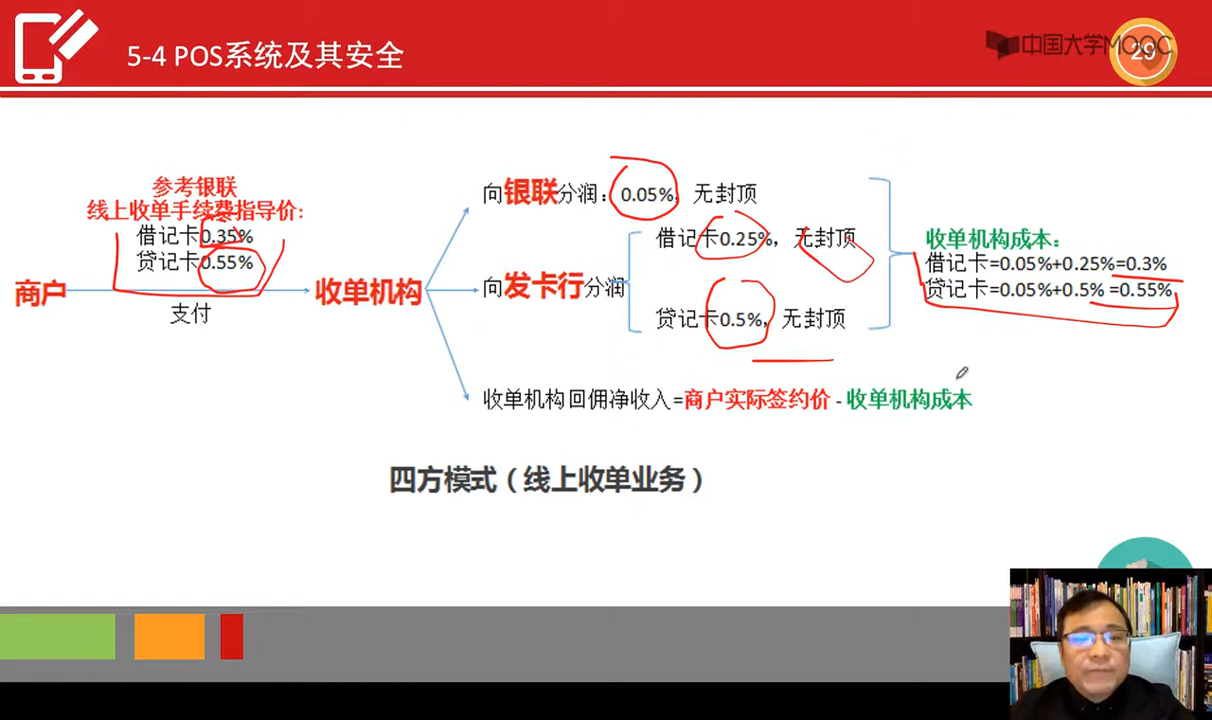 5-4 POS系统及其安全
中国大学MOOC
29
参考银联
线上收单手续费指导价:
借记卡0.35%
贷记卡0.55%
商户
支付
收单机构
向银联分润：0.05%，无封顶
向发卡行分润
借记卡0.25%，无封顶
贷记卡0.5%，无封顶
收单机构成本：
借记卡=0.05%+0.25%=0.3%
贷记卡=0.05%+0.5% =0.55%
收单机构回佣净收入=商户实际签约价 - 收单机构成本
四方模式（线上收单业务）